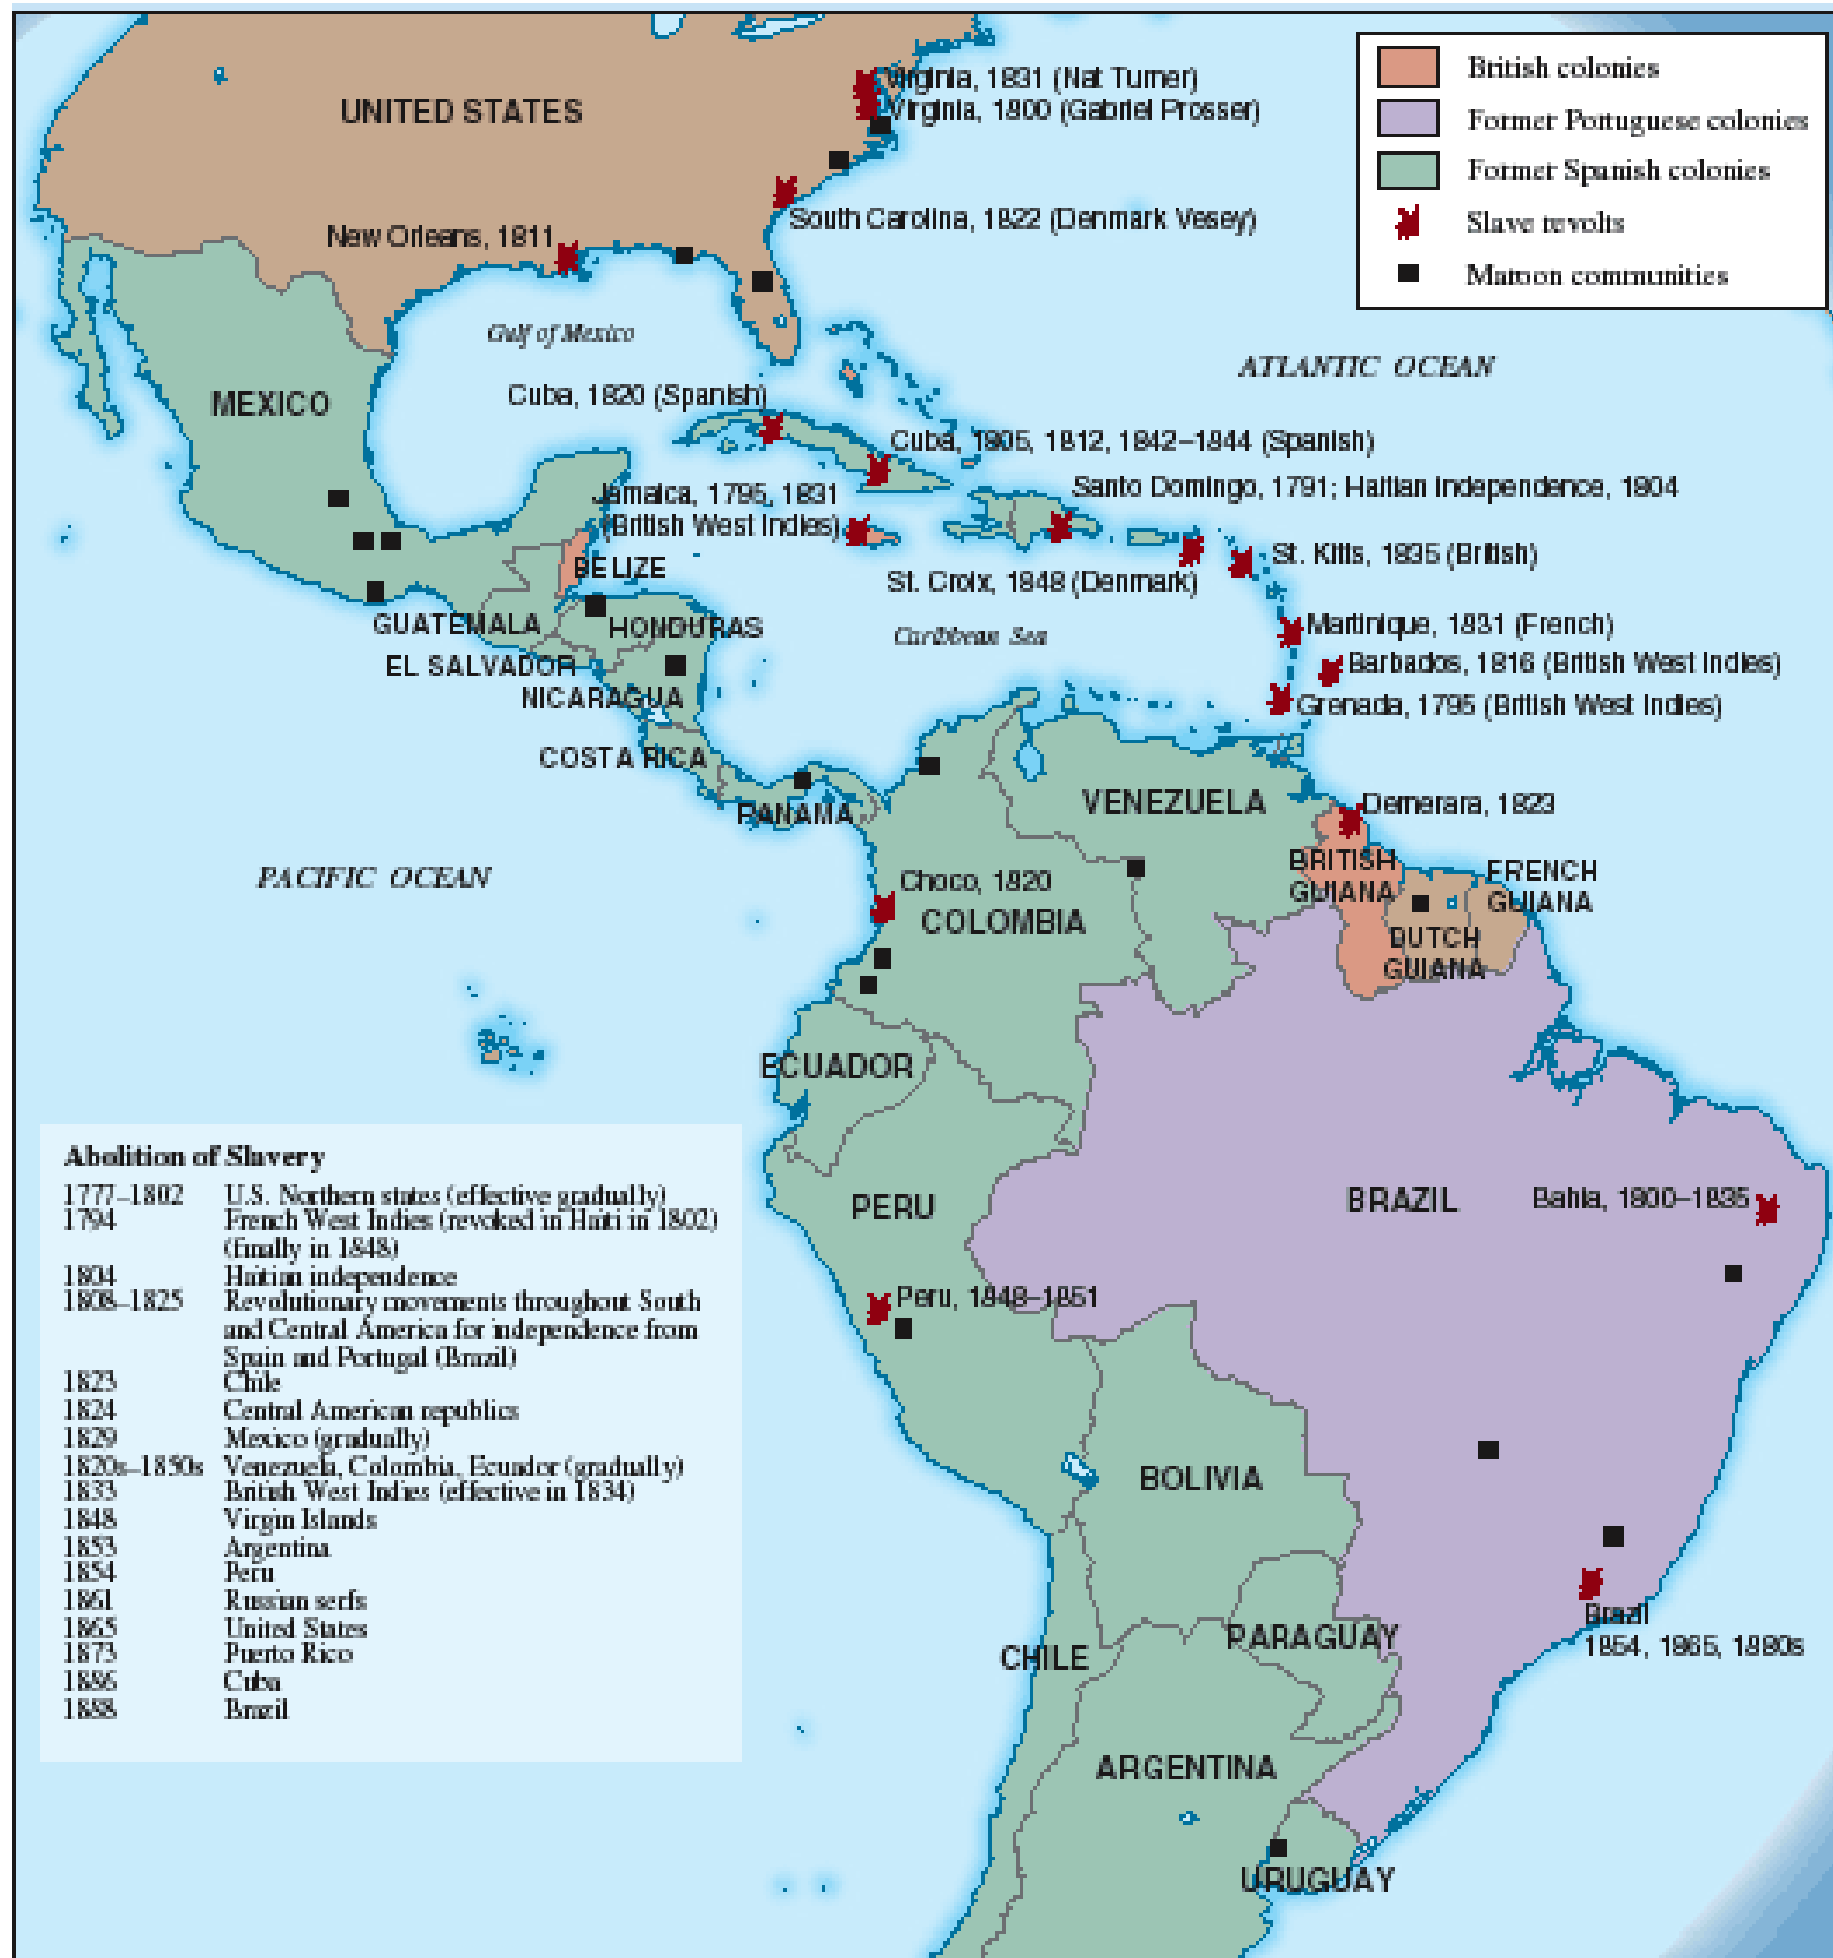 British colonies
Former Portuguese colonies
Former Spanish colonies
Slave revolts
Maroon communities
UNITED STATES
Virginia, 1831 (Nat Turner)
Virginia, 1800 (Gabriel Prosser)
South Carolina, 1822 (Denmark Vesey)
New Orleans, 1811
Gulf of Mexico
ATLANTIC OCEAN
MEXICO
Cuba, 1820 (Spanish)
Cuba, 1805, 1812, 1842–1844 (Spanish)
Jamaica, 1795, 1831
(British West Indies)
Santo Domingo, 1791; Haitian independence, 1804
BELIZE
St. Croix, 1848 (Denmark)
St. Kitts, 1835 (British)
GUATEMALA
HONDURAS
Caribbean Sea
Martinique, 1831 (French)
EL SALVADOR
Barbados, 1816 (British West Indies)
NICARAGUA
Grenada, 1795 (British West Indies)
COSTA RICA
PANAMA
VENEZUELA
Demerara, 1823
PACIFIC OCEAN
Choco, 1820
COLOMBIA
BRITISH
GUIANA
FRENCH
GUIANA
DUTCH
GUIANA
ECUADOR
PERU
BRAZIL
Bahia, 1800–1835
Peru, 1848–1851
BOLIVIA
Brazil
1854, 1865, 1880s
PARAGUAY
CHILE
ARGENTINA
URUGUAY
Abolition of Slavery
1777–1802 U.S. Northern states (effective gradually)
1794 French West Indies (revoked in Haiti in 1802)
(finally in 1848)
1804 Haitian independence
1808–1825 Revolutionary movements throughout South
and Central America for independence from
Spain and Portugal (Brazil)
1823 Chile
1824 Central American republics
1829 Mexico (gradually)
1820s–1850s Venezuela, Colombia, Ecuador (gradually)
1833 British West Indies (effective in 1834)
1848 Virgin Islands
1853 Argentina
1854 Peru
1861 Russian serfs
1865 United States
1873 Puerto Rico
1886 Cuba
1888 Brazil